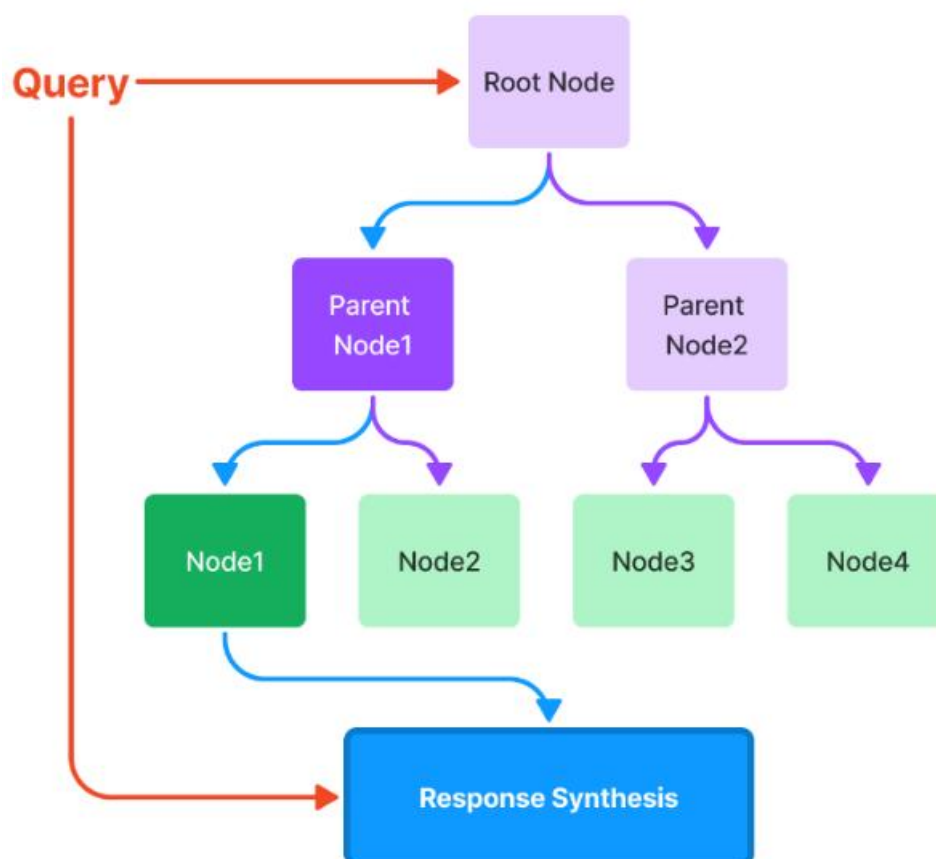 Query
Root Node
Parent
Node1
Parent
Node2
Node1
Node2
Node3
Node4
Response Synthesis